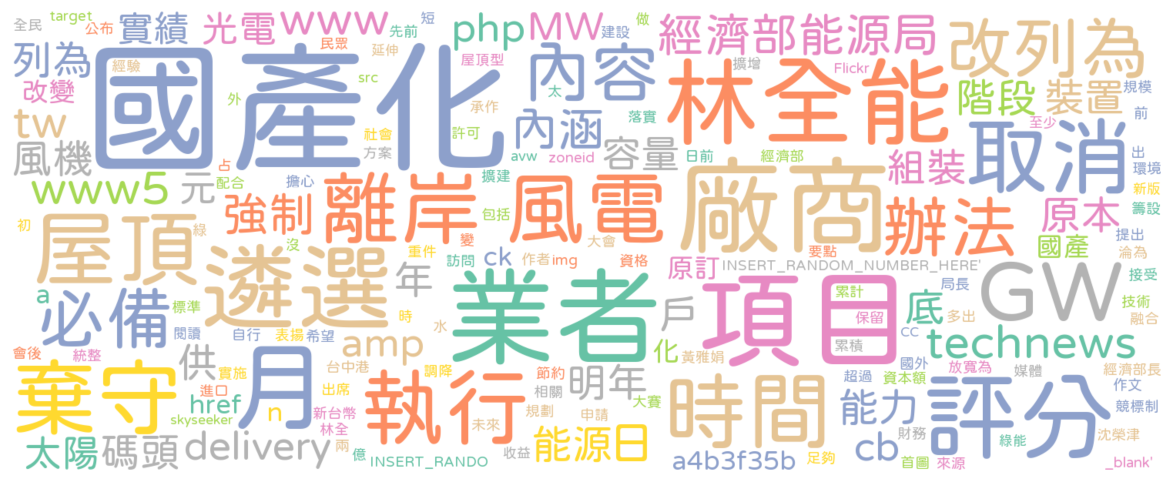 全民 target 公布 實績 光電 www 先前 短 php MW 建設 做 經濟部能源局 改列為
列為 經驗 民眾 延伸 屋頂型 內容 擴增 Flickr
改變 國產化 src 承作 太 林全能 階段 裝置 規模
tw 外 社會 許可 內涵 落實 至少 前
風機 方案 avw zoneid 容量 日前 經濟部 組裝 取消 出 環境
www5 元 占 配合 擔心 擴建 新版
強制 離岸風電 廠商 辦法 原本 籌設
初 屋頂 綠 沒 包括 變 大會 要點 國產 提出
遴選 重件 訪問 ck 作者 img 資格 原訂 INSERT_RANDOM_NUMBER_HERE' 局長 淪為
a 必備 標準 年 業者 戶 項目 累計 底 GW 接受
閱讀 自行 表揚 希望 時 水 保留 cc 多出 技術 融合
會後 統整 供 實施 月 amp 化 黃雅娟 累積 technews
棄守 台中港 調降 節約 明年 國外 放寬為 媒體 經濟部長
進口 href n 出席 執行 相關 大賽 時間 超過 資本額 評分 作文
skyseeker 新台幣 未來 規劃 申請 能力 競標制
林全 兩 能源日 財務 綠能 沈榮津
太陽 碼頭 delivery 億 INSERT_RANDO 收益 a4b3f35b 足夠 cb 首圖 來源 _blank'